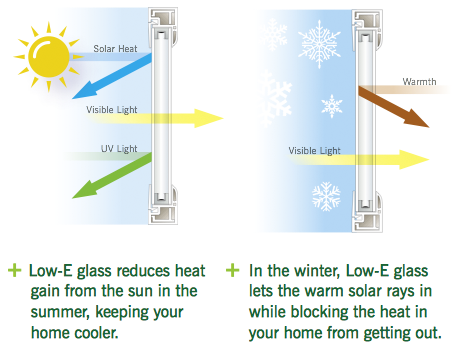 Solar Heat
Visible Light
UV Light
Warmth
Visible Light
+ Low-E glass reduces heat
gain from the sun in the
summer, keeping your
home cooler.
+ In the winter, Low-E glass
lets the warm solar rays in
while blocking the heat in
your home from getting out.